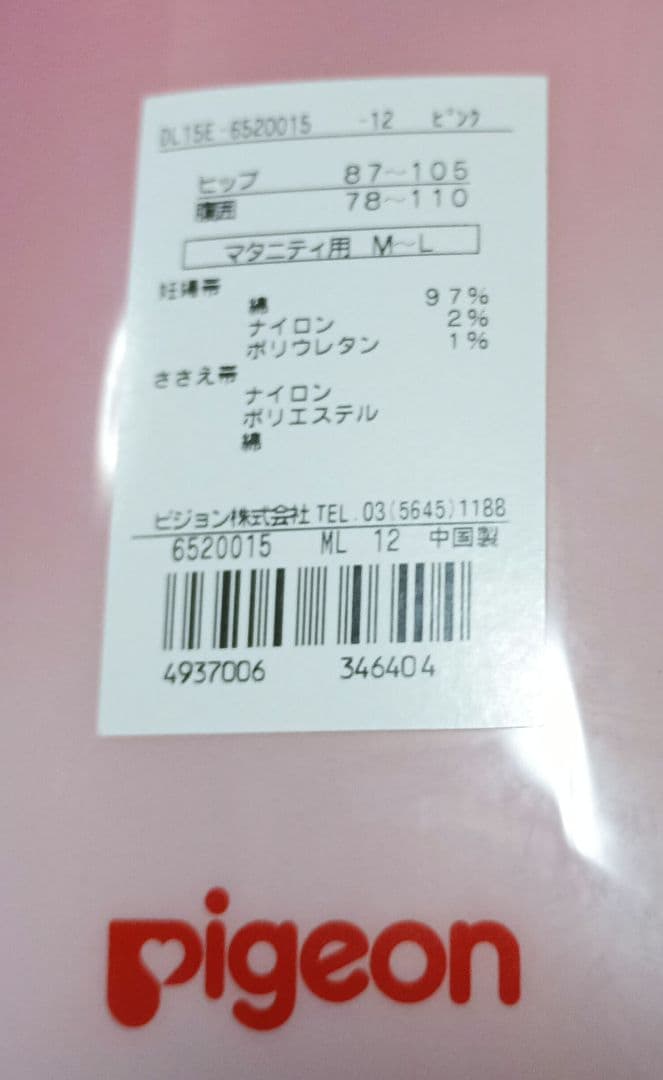 DL15E-6520015 -12 ピンク
ヒップ 87〜105
腹囲 78〜110
マタニティ用 M〜L
妊婦帯
綿 97%
ナイロン 2%
ポリウレタン 1%
ささえ帯
ナイロン
ポリエステル
綿
ピジョン株式会社 TEL.03(5645)1188
6520015 ML 12 中国製
4937006 346404
pigeon